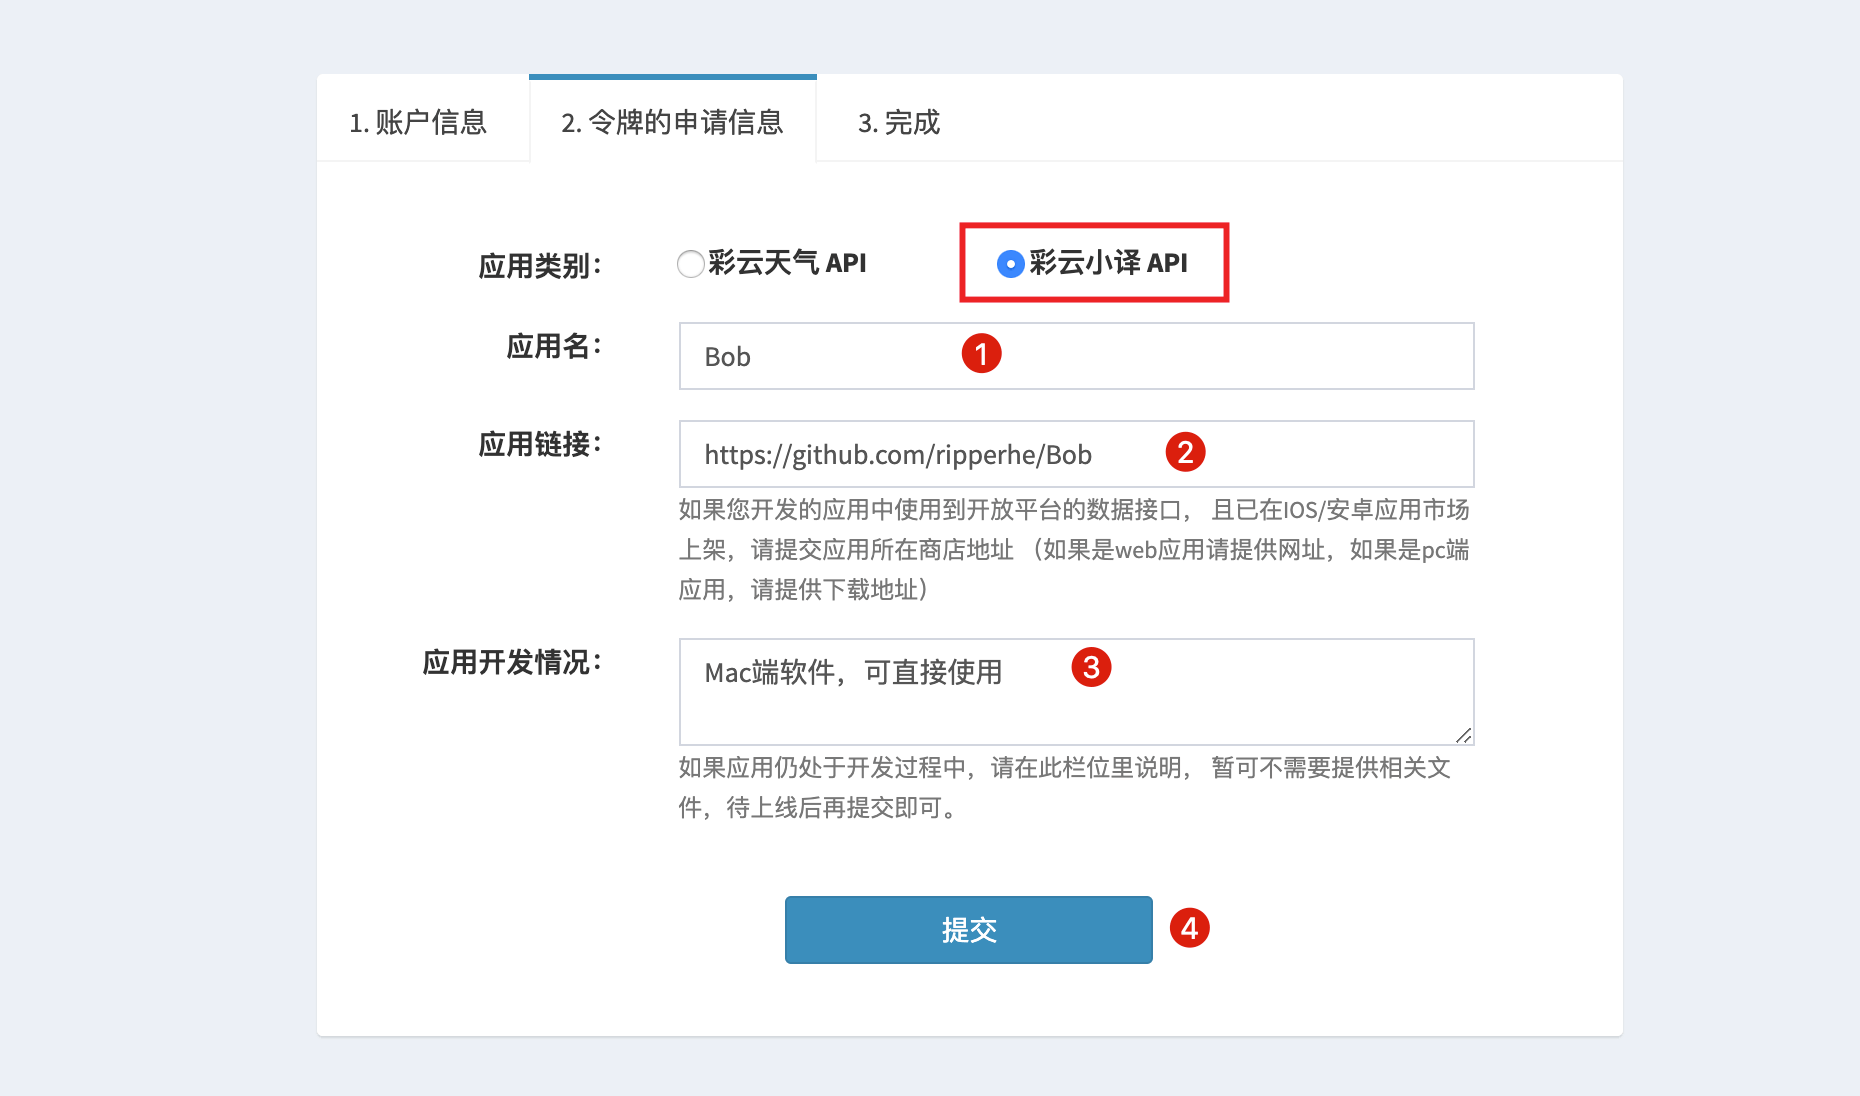 1. 账户信息
2. 令牌的申请信息
3. 完成
应用类别：
彩云天气 API
彩云小译 API
应用名：
Bob
1
应用链接：
https://github.com/ripperhe/Bob
2
如果您开发的应用中使用到开放平台的数据接口， 且已在IOS/安卓应用市场
上架，请提交应用所在商店地址 （如果是web应用请提供网址，如果是pc端
应用，请提供下载地址）
应用开发情况：
Mac端软件，可直接使用
3
如果应用仍处于开发过程中，请在此栏位里说明， 暂可不需要提供相关文
件，待上线后再提交即可。
提交
4